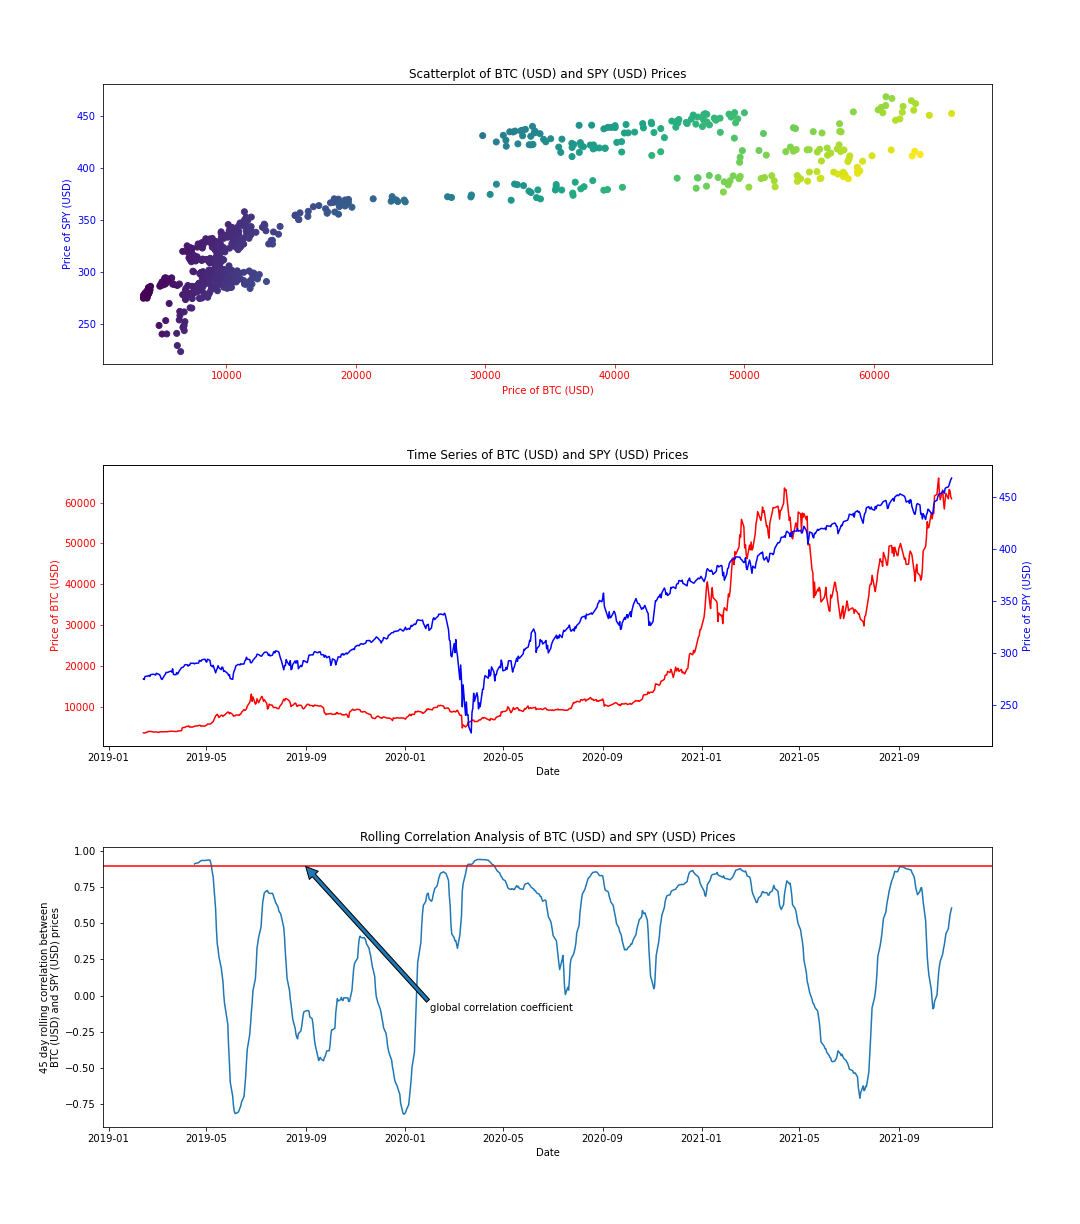 Scatterplot of BTC (USD) and SPY (USD) Prices
450
400
350
300
250
Price of SPY (USD)
10000 20000 30000 40000 50000 60000
Price of BTC (USD)
Time Series of BTC (USD) and SPY (USD) Prices
60000
50000
40000
30000
20000
10000
Price of BTC (USD)
450
400
350
300
250
Price of SPY (USD)
2019-01 2019-05 2019-09 2020-01 2020-05 2020-09 2021-01 2021-05 2021-09
Date
Rolling Correlation Analysis of BTC (USD) and SPY (USD) Prices
1.00
0.75
0.50
0.25
0.00
−0.25
−0.50
−0.75
45 day rolling correlation between
BTC (USD) and SPY (USD) prices
global correlation coefficient
2019-01 2019-05 2019-09 2020-01 2020-05 2020-09 2021-01 2021-05 2021-09
Date